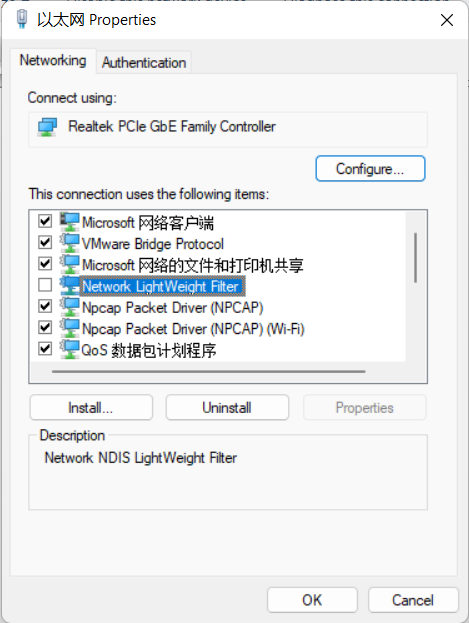 以太网 Properties
Networking
Authentication
Connect using:
Realtek PCIe GbE Family Controller
Configure...
This connection uses the following items:
Microsoft 网络客户端
VMware Bridge Protocol
Microsoft 网络的文件和打印机共享
Network LightWeight Filter
Npcap Packet Driver (NPCAP)
Npcap Packet Driver (NPCAP) (Wi-Fi)
QoS 数据包计划程序
Install...
Uninstall
Properties
Description
Network NDIS LightWeight Filter
OK
Cancel